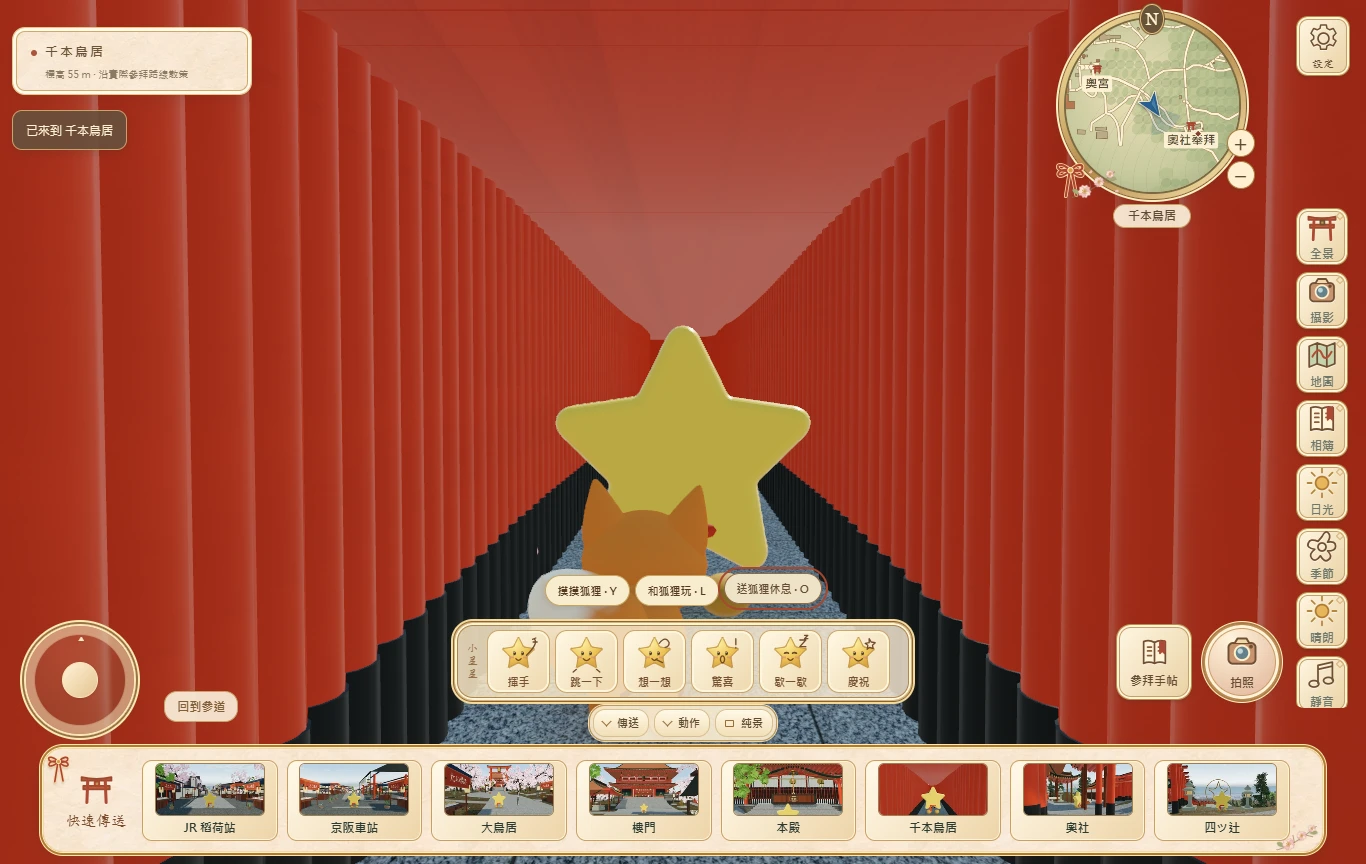 千本鳥居
標高 55 m · 沿實際參拜路線散策
已來到 千本鳥居
N
奧宮
奧社奉拜
+
−
千本鳥居
設定
全景
攝影
地圖
相簿
日光
季節
晴朗
靜音
摸摸狐狸 · Y
和狐狸玩 · L
送狐狸休息 · O
小星星
揮手
跳一下
想一想
驚喜
歇一歇
慶祝
參拜手帖
拍照
回到參道
傳送
動作
純景
快速傳送
JR 稻荷站
京阪車站
大鳥居
樓門
本殿
千本鳥居
奧社
四ツ辻